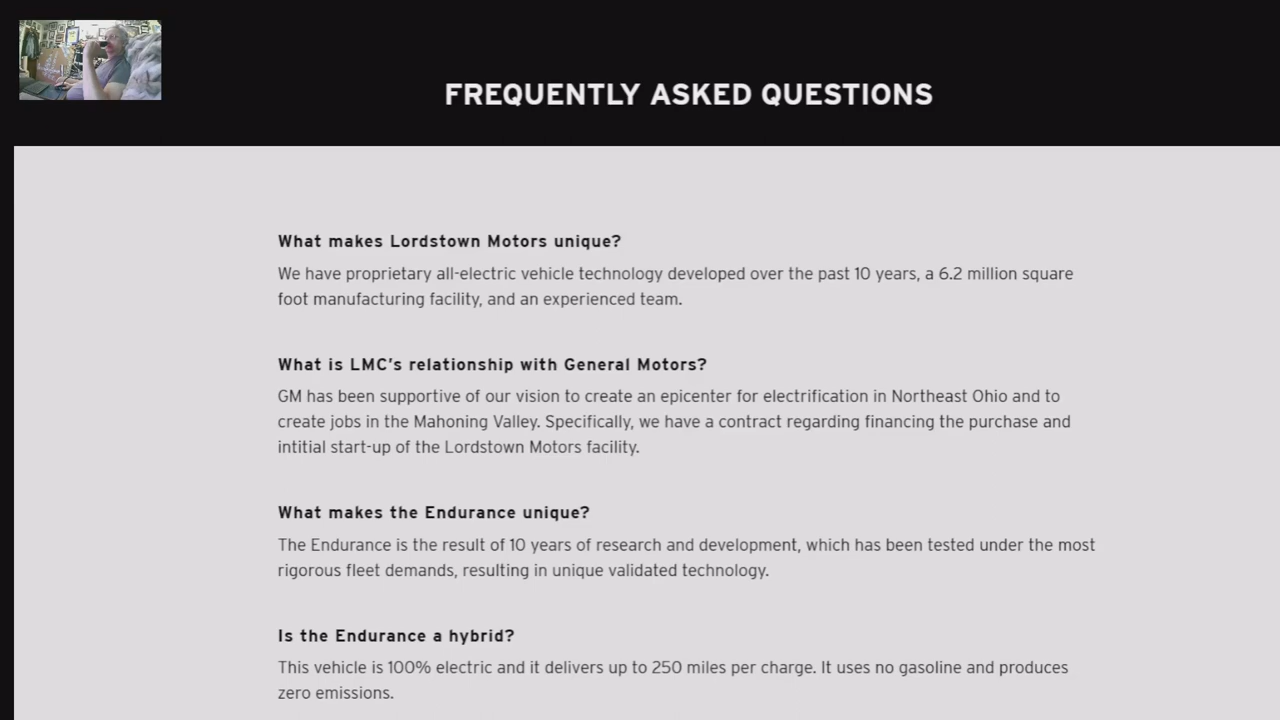 FREQUENTLY ASKED QUESTIONS
What makes Lordstown Motors unique?
We have proprietary all-electric vehicle technology developed over the past 10 years, a 6.2 million square
foot manufacturing facility, and an experienced team.
What is LMC's relationship with General Motors?
GM has been supportive of our vision to create an epicenter for electrification in Northeast Ohio and to
create jobs in the Mahoning Valley. Specifically, we have a contract regarding financing the purchase and
intitial start-up of the Lordstown Motors facility.
What makes the Endurance unique?
The Endurance is the result of 10 years of research and development, which has been tested under the most
rigorous fleet demands, resulting in unique validated technology.
Is the Endurance a hybrid?
This vehicle is 100% electric and it delivers up to 250 miles per charge. It uses no gasoline and produces
zero emissions.